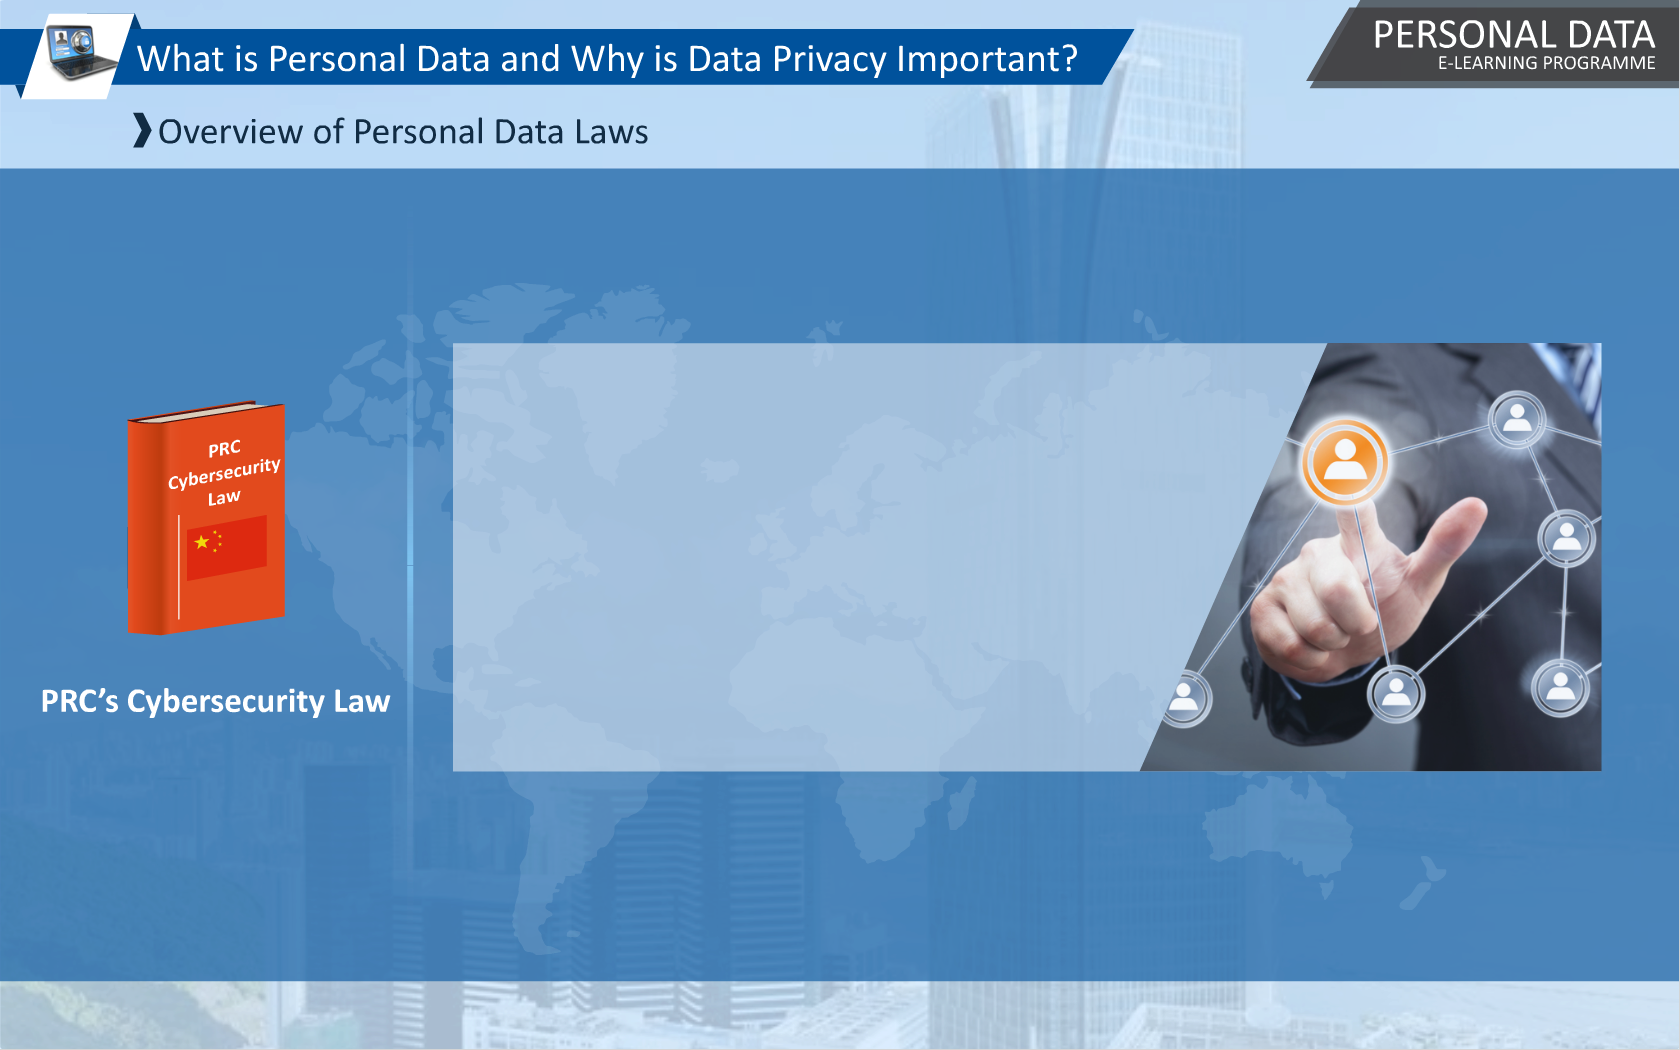 What is Personal Data and Why is Data Privacy Important?
PERSONAL DATA
E-LEARNING PROGRAMME
Overview of Personal Data Laws
PRC
Cybersecurity
Law
PRC’s Cybersecurity Law